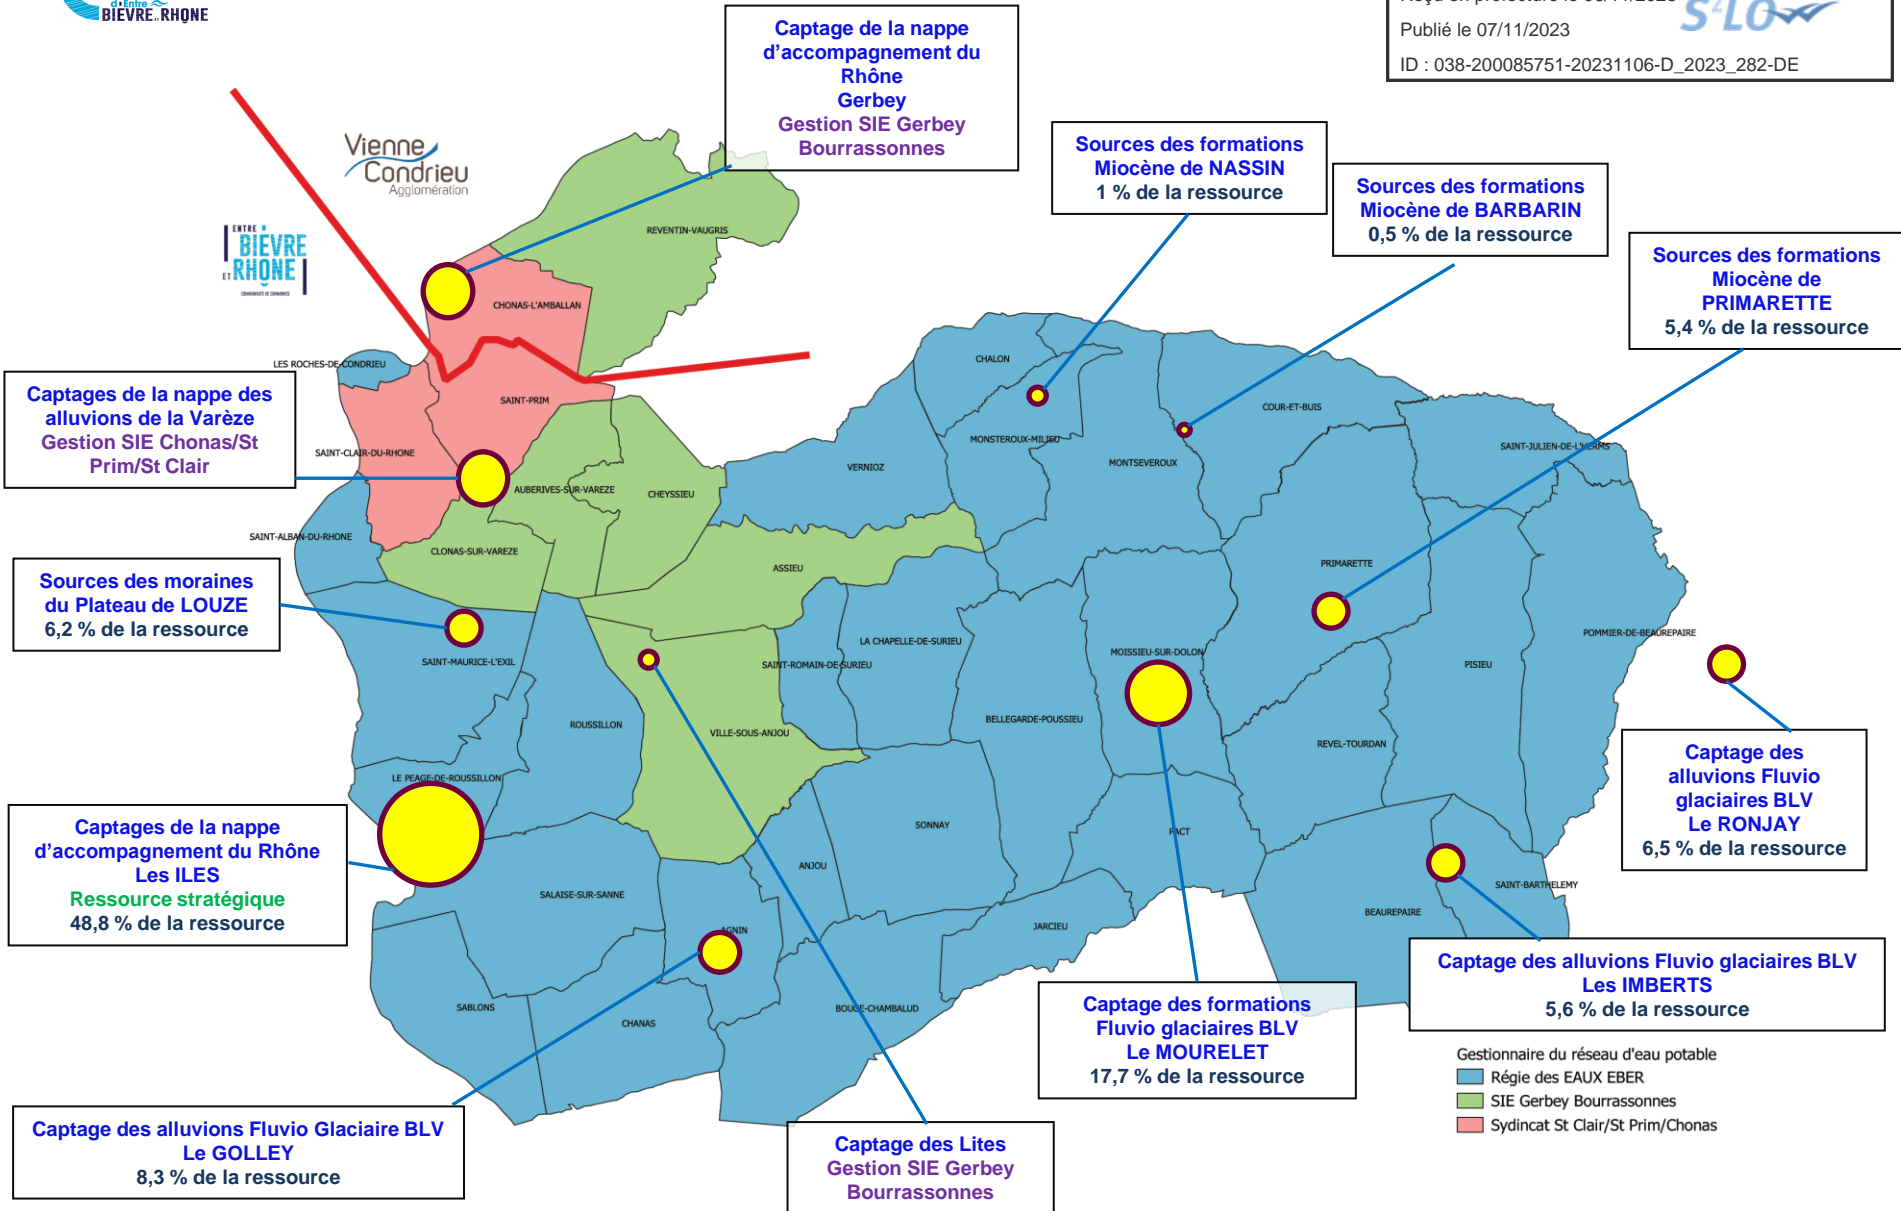 d'Entre
BIÈVRE ET RHONE
Publié le 07/11/2023
S²LOW
ID : 038-200085751-20231106-D_2023_282-DE
Captage de la nappe
d'accompagnement du
Rhône
Gerbey
Gestion SIE Gerbey
Bourrassonnes
Vienne
Condrieu
Agglomération
ENTRE
BIÈVRE
ET RHÔNE
COMMUNAUTÉ DE COMMUNES
Sources des formations
Miocène de NASSIN
1 % de la ressource
Sources des formations
Miocène de BARBARIN
0,5 % de la ressource
Sources des formations
Miocène de
PRIMARETTE
5,4 % de la ressource
REVENTIN-VAUGRIS
CHONAS-L'AMBALLAN
LES ROCHES-DE-CONDRIEU
SAINT-PRIM
SAINT-CLAIR-DU-RHONE
Captages de la nappe des
alluvions de la Varèze
Gestion SIE Chonas/St
Prim/St Clair
CHALON
MONSTEROUX-MILIEU
COUR-ET-BUIS
MONTSEVEROUX
VERNIOZ
SAINT-JULIEN-DE-L'HERMS
AUBERIVES-SUR-VAREZE
CHEYSSIEU
SAINT-ALBAN-DU-RHONE
CLONAS-SUR-VAREZE
ASSIEU
PRIMARETTE
Sources des moraines
du Plateau de LOUZE
6,2 % de la ressource
SAINT-MAURICE-L'EXIL
LA CHAPELLE-DE-SURIEU
SAINT-ROMAIN-DE-SURIEU
MOISSIEU-SUR-DOLON
POMMIER-DE-BEAUREPAIRE
PISIEU
ROUSSILLON
VILLE-SOUS-ANJOU
BELLEGARDE-POUSSIEU
REVEL-TOURDAN
LE PEAGE-DE-ROUSSILLON
Captage des
alluvions Fluvio
glaciaires BLV
Le RONJAY
6,5 % de la ressource
Captages de la nappe
d'accompagnement du Rhône
Les ILES
Ressource stratégique
48,8 % de la ressource
SONNAY
PACT
ANJOU
SALAISE-SUR-SANNE
AGNIN
JARCIEU
BEAUREPAIRE
SAINT-BARTHELEMY
SABLONS
CHANAS
BOUGE-CHAMBALUD
Captage des formations
Fluvio glaciaires BLV
Le MOURELET
17,7 % de la ressource
Captage des alluvions Fluvio glaciaires BLV
Les IMBERTS
5,6 % de la ressource
Gestionnaire du réseau d'eau potable
Régie des EAUX EBER
SIE Gerbey Bourrassonnes
Sydincat St Clair/St Prim/Chonas
Captage des alluvions Fluvio Glaciaire BLV
Le GOLLEY
8,3 % de la ressource
Captage des Lites
Gestion SIE Gerbey
Bourrassonnes